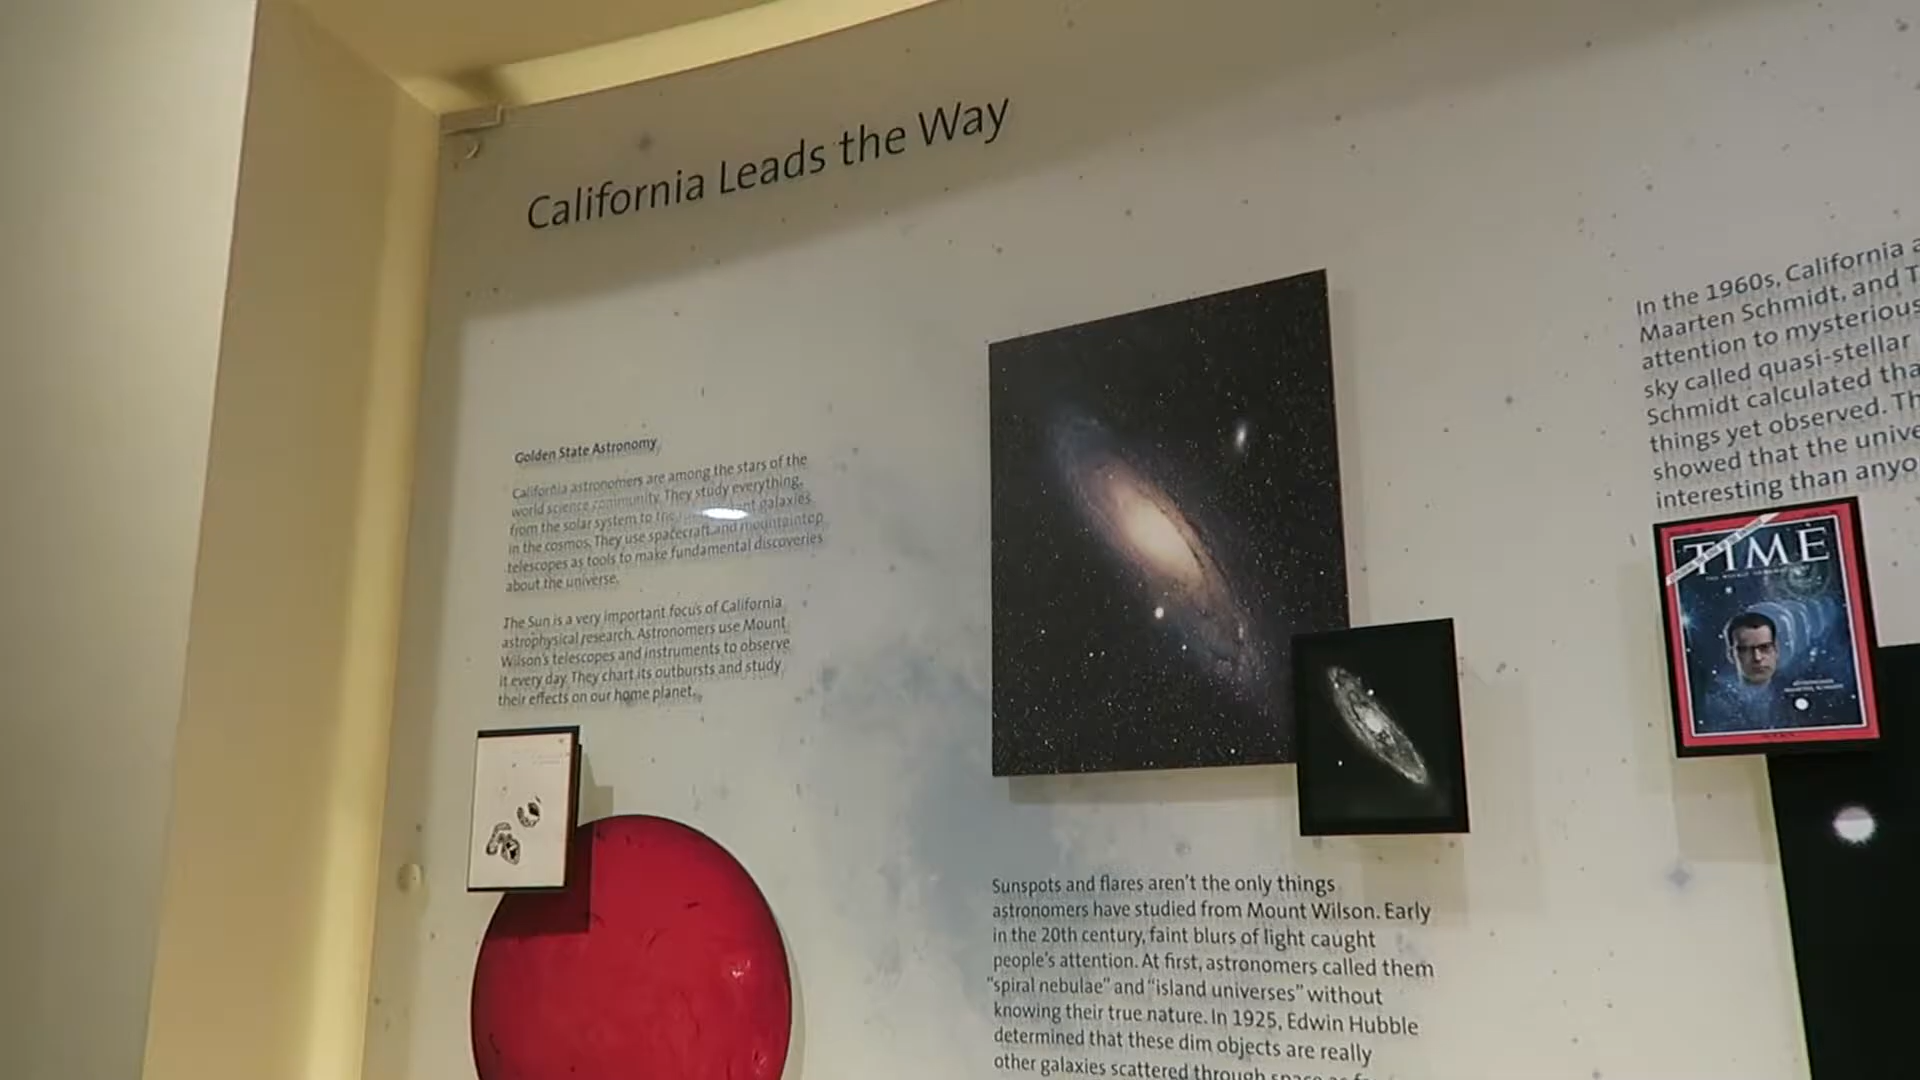 California Leads the Way
Golden State Astronomy
California astronomers are among the stars of the
world science community. They study everything,
from the solar system to the galaxies
in the cosmos. They use spacecraft and mountaintop
telescopes as tools to make fundamental discoveries
about the universe.
The Sun is a very important focus of California
astrophysical research. Astronomers use Mount
Wilson's telescopes and instruments to observe
it every day. They chart its outbursts and study
their effects on our home planet.
Sunspots and flares aren't the only things
astronomers have studied from Mount Wilson. Early
in the 20th century, faint blurs of light caught
people's attention. At first, astronomers called them
"spiral nebulae" and "island universes" without
knowing their true nature. In 1925, Edwin Hubble
determined that these dim objects are really
other galaxies scattered through space
In the 1960s, California
Maarten Schmidt, and
attention to mysterious
sky called quasi-stellar
Schmidt calculated
things yet observed.
showed that the
interesting than
TIME